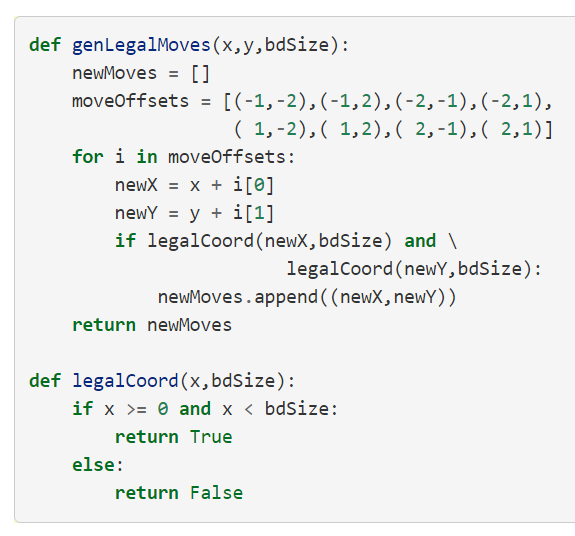 def genLegalMoves(x,y,bdSize):
    newMoves = []
    moveOffsets = [(-1,-2),(-1,2),(-2,-1),(-2,1),
                   ( 1,-2),( 1,2),( 2,-1),( 2,1)]
    for i in moveOffsets:
        newX = x + i[0]
        newY = y + i[1]
        if legalCoord(newX,bdSize) and \
                        legalCoord(newY,bdSize):
            newMoves.append((newX,newY))
    return newMoves

def legalCoord(x,bdSize):
    if x >= 0 and x < bdSize:
        return True
    else:
        return False